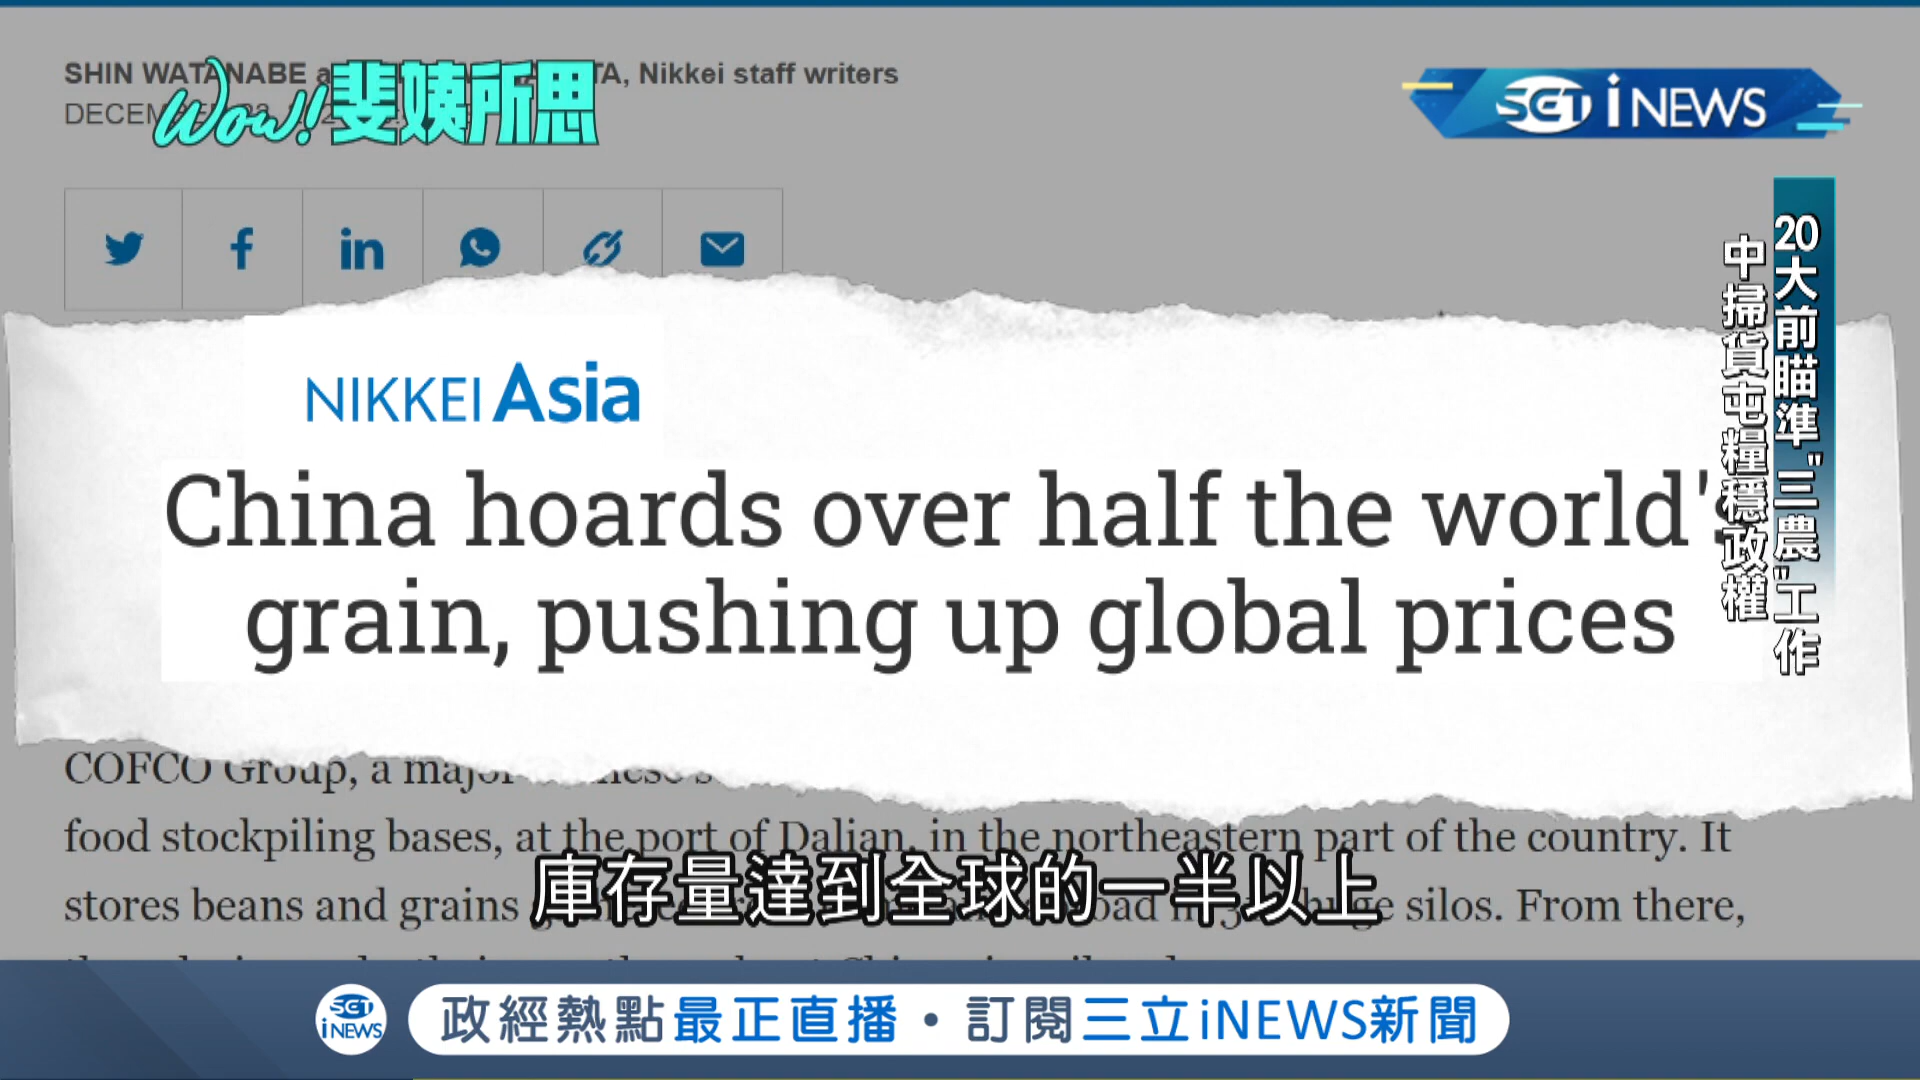 SHIN WATANABE
Nikkei staff writers
Wow!斐姨所思
SET iNEWS
20大前瞄準"三農"工作
中掃貨屯糧穩政權
NIKKEI Asia
China hoards over half the world's
grain, pushing up global prices
COFCO Group, a
food stockpiling bases, at the port of Dalian, in the northeastern part of the country. It
stores beans and grains huge silos. From there,
庫存量達到全球的一半以上
SET iNEWS
政經熱點最正直播・訂閱三立iNEWS新聞